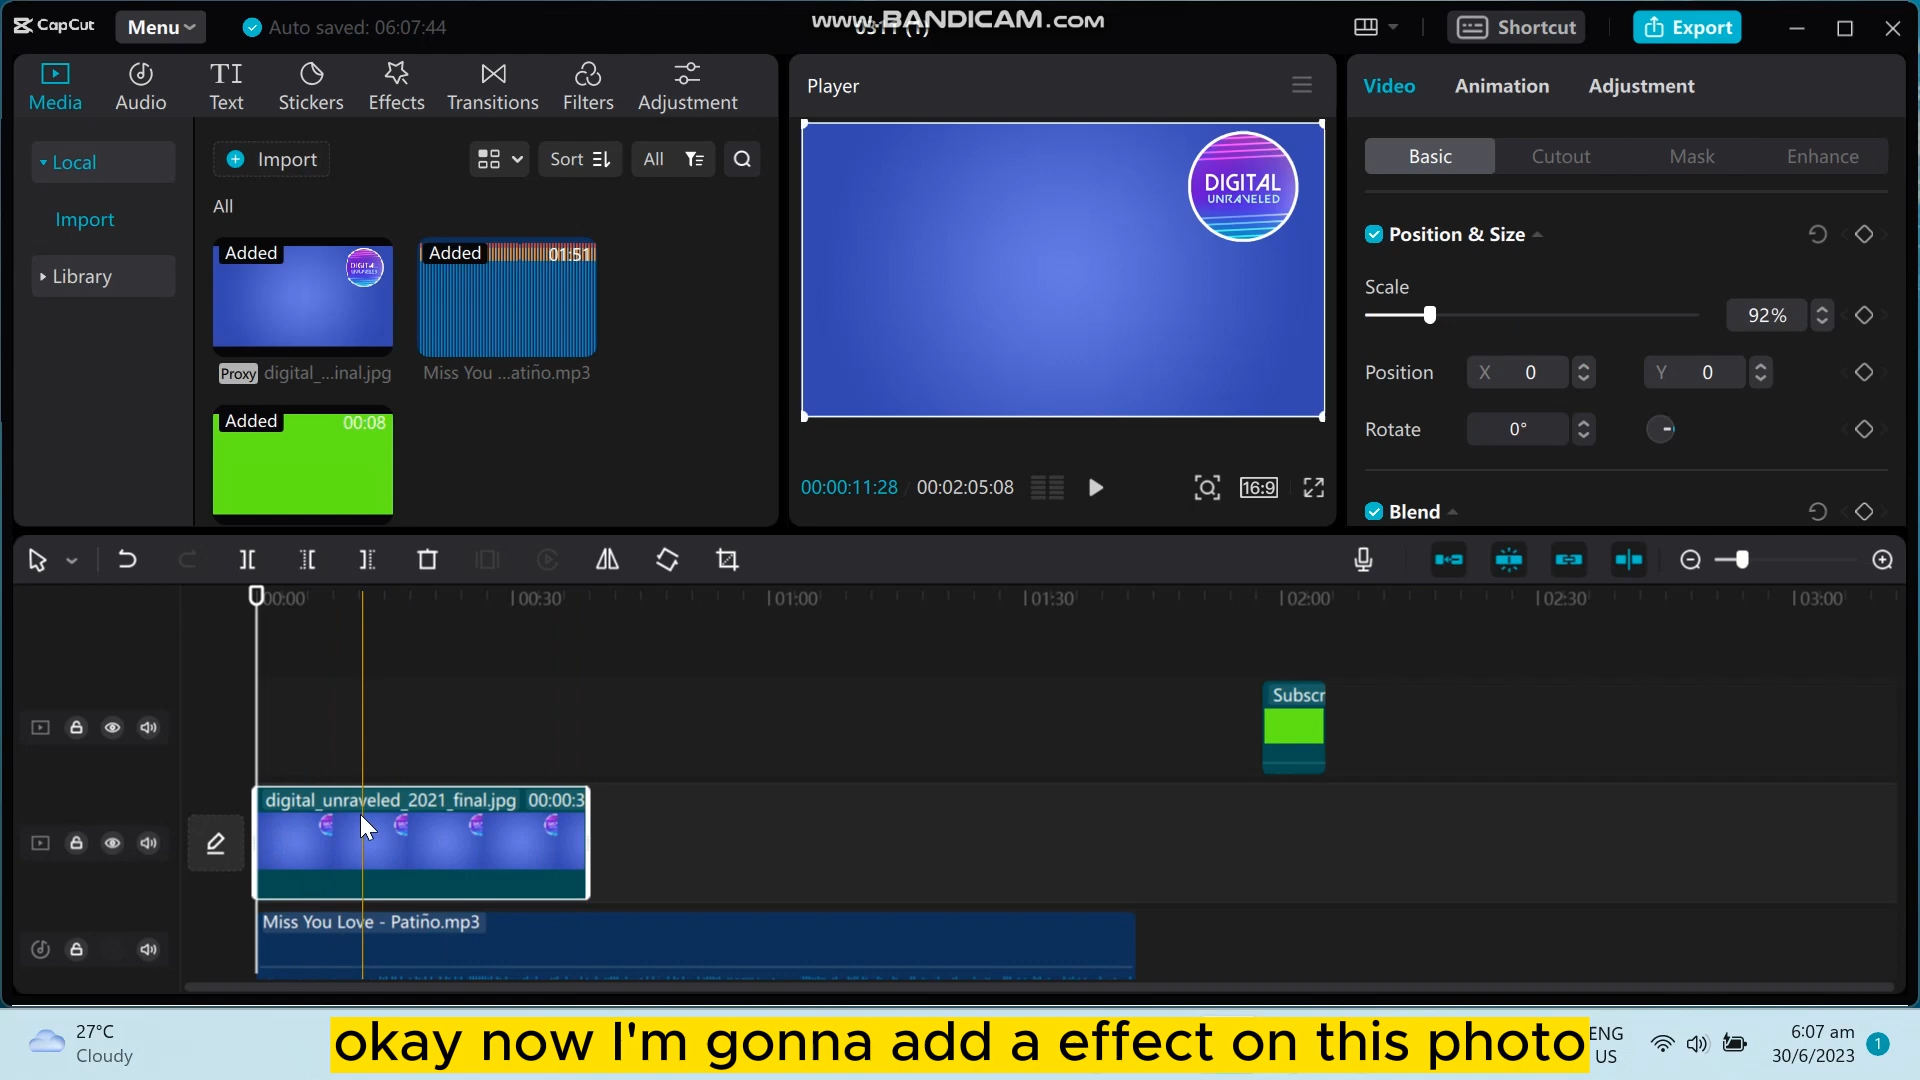 CapCut
Menu
Auto saved: 06:07:44
www.BANDICAM.com
Shortcut
Export
Media
Audio
Text
Stickers
Effects
Transitions
Filters
Adjustment
Player
Video
Animation
Adjustment
Local
Import
Library
Import
Sort
All
All
Added
DIGITAL
UNRAVELED
Proxy
digital_...inal.jpg
Added
01:51
Miss You ...atiño.mp3
Added
00:08
DIGITAL
UNRAVELED
00:00:11:28
00:02:05:08
16:9
Basic
Cutout
Mask
Enhance
Position & Size
Scale
92%
Position
X 0
Y 0
Rotate
0°
Blend
00:00
00:30
01:00
01:30
02:00
02:30
03:00
Subscr
digital_unraveled_2021_final.jpg 00:00:3
Miss You Love - Patiño.mp3
27°C
Cloudy
okay now I'm gonna add a effect on this photo
ENG
US
6:07 am
30/6/2023
1